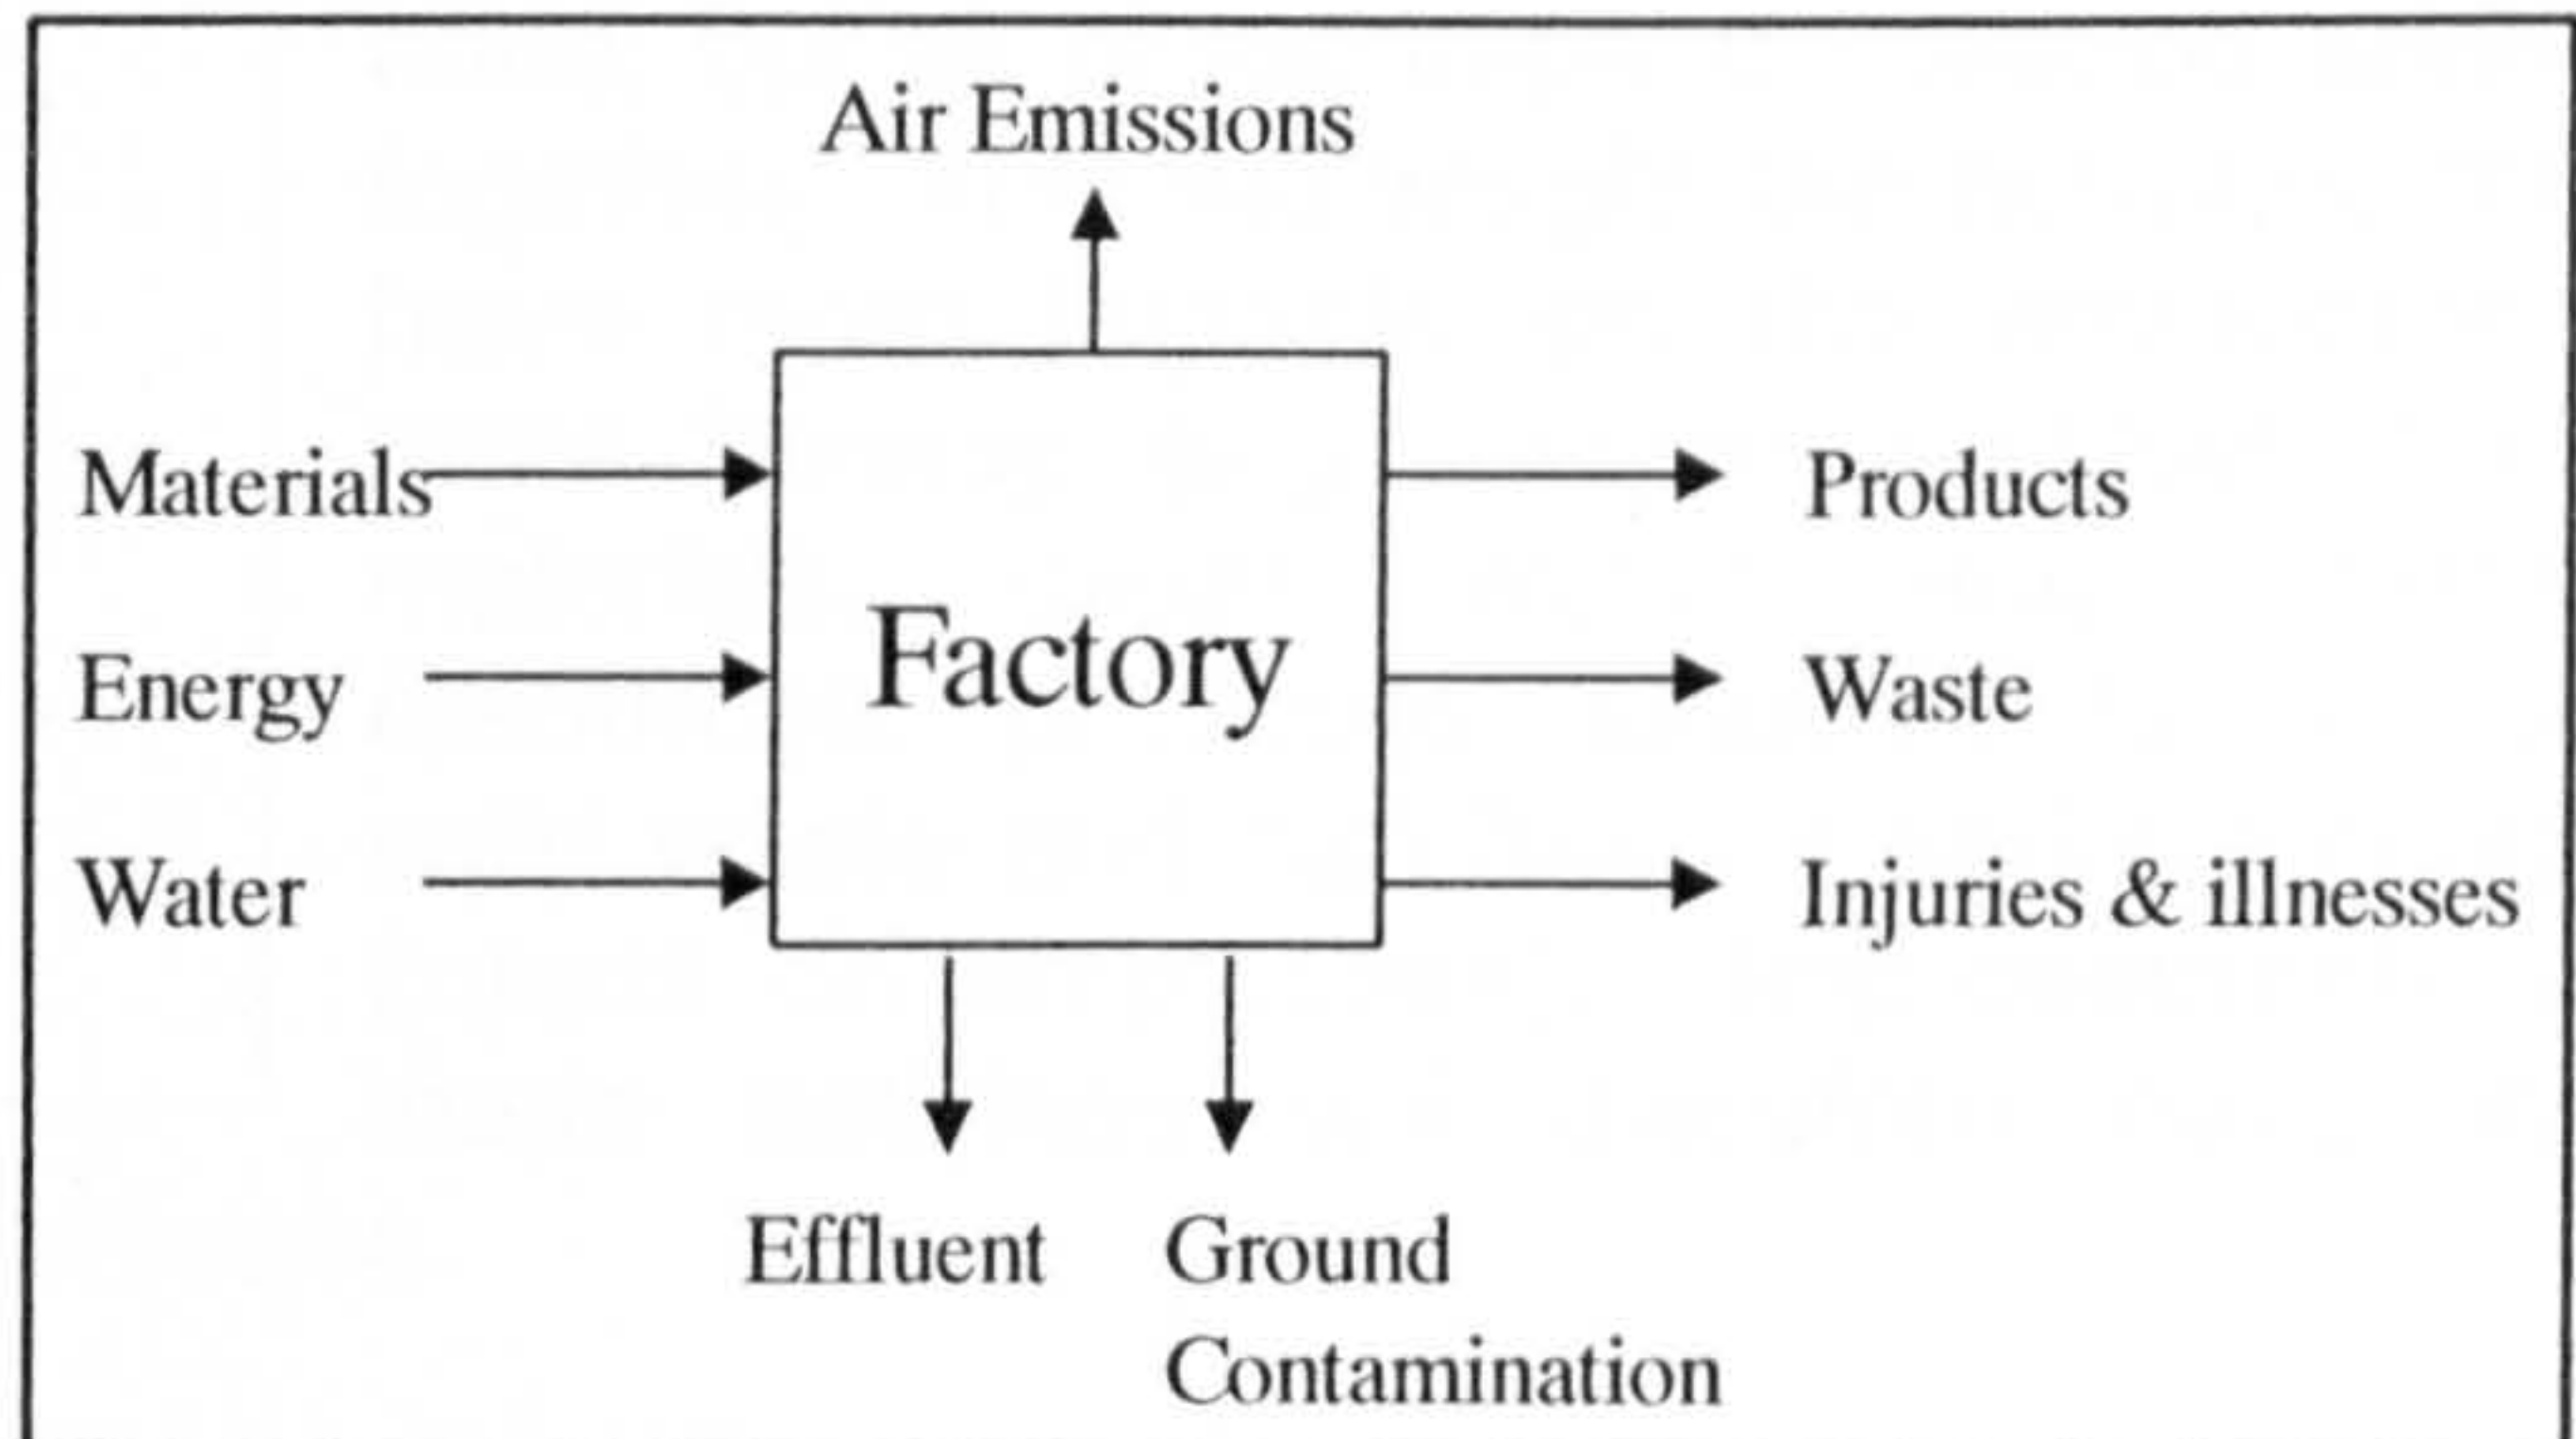 Air Emissions
Materials
Products
Factory
Energy
Waste
Water
Injuries & illnesses
Effluent
Ground
Contamination